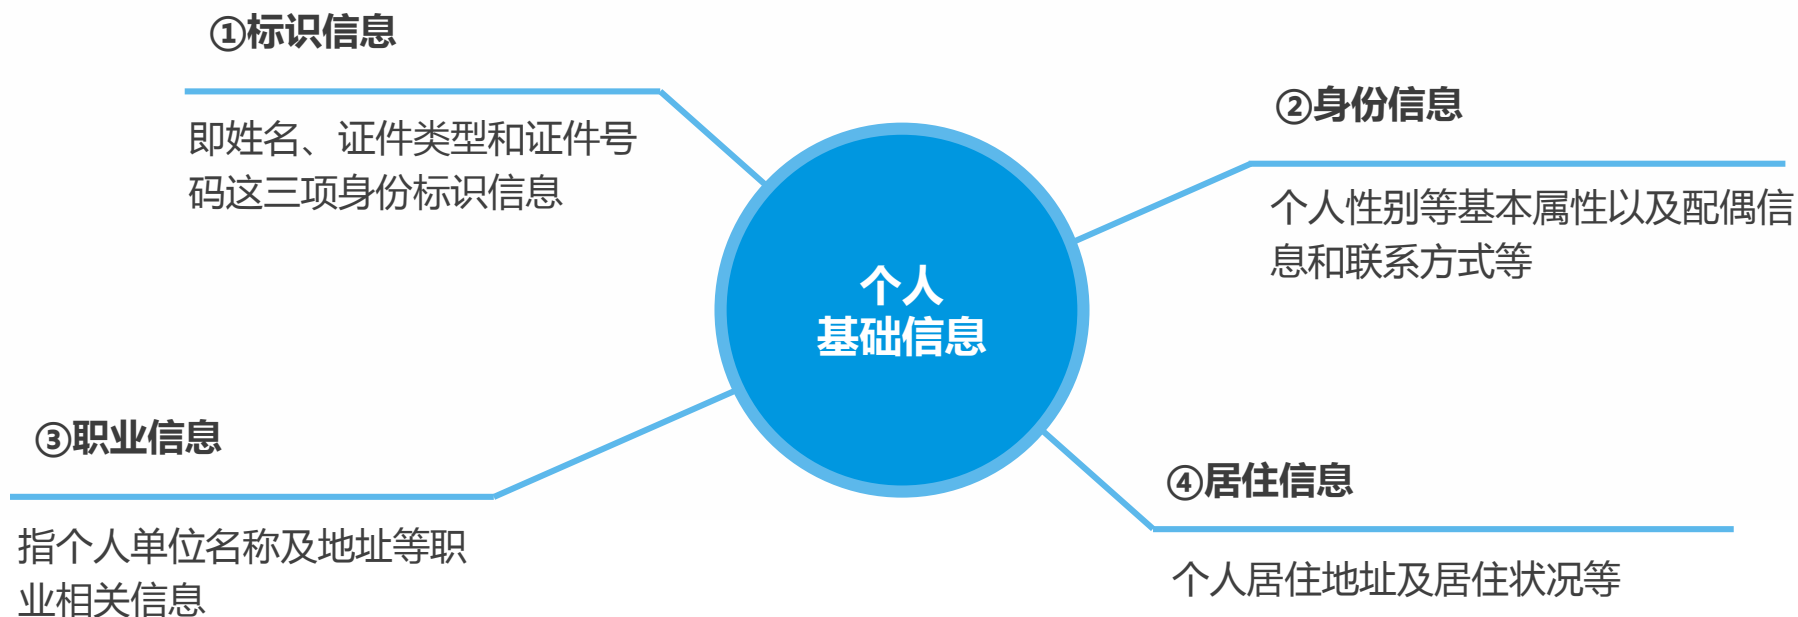 ①标识信息
即姓名、证件类型和证件号
码这三项身份标识信息
②身份信息
个人性别等基本属性以及配偶信
息和联系方式等
个人
基础信息
③职业信息
指个人单位名称及地址等职
业相关信息
④居住信息
个人居住地址及居住状况等